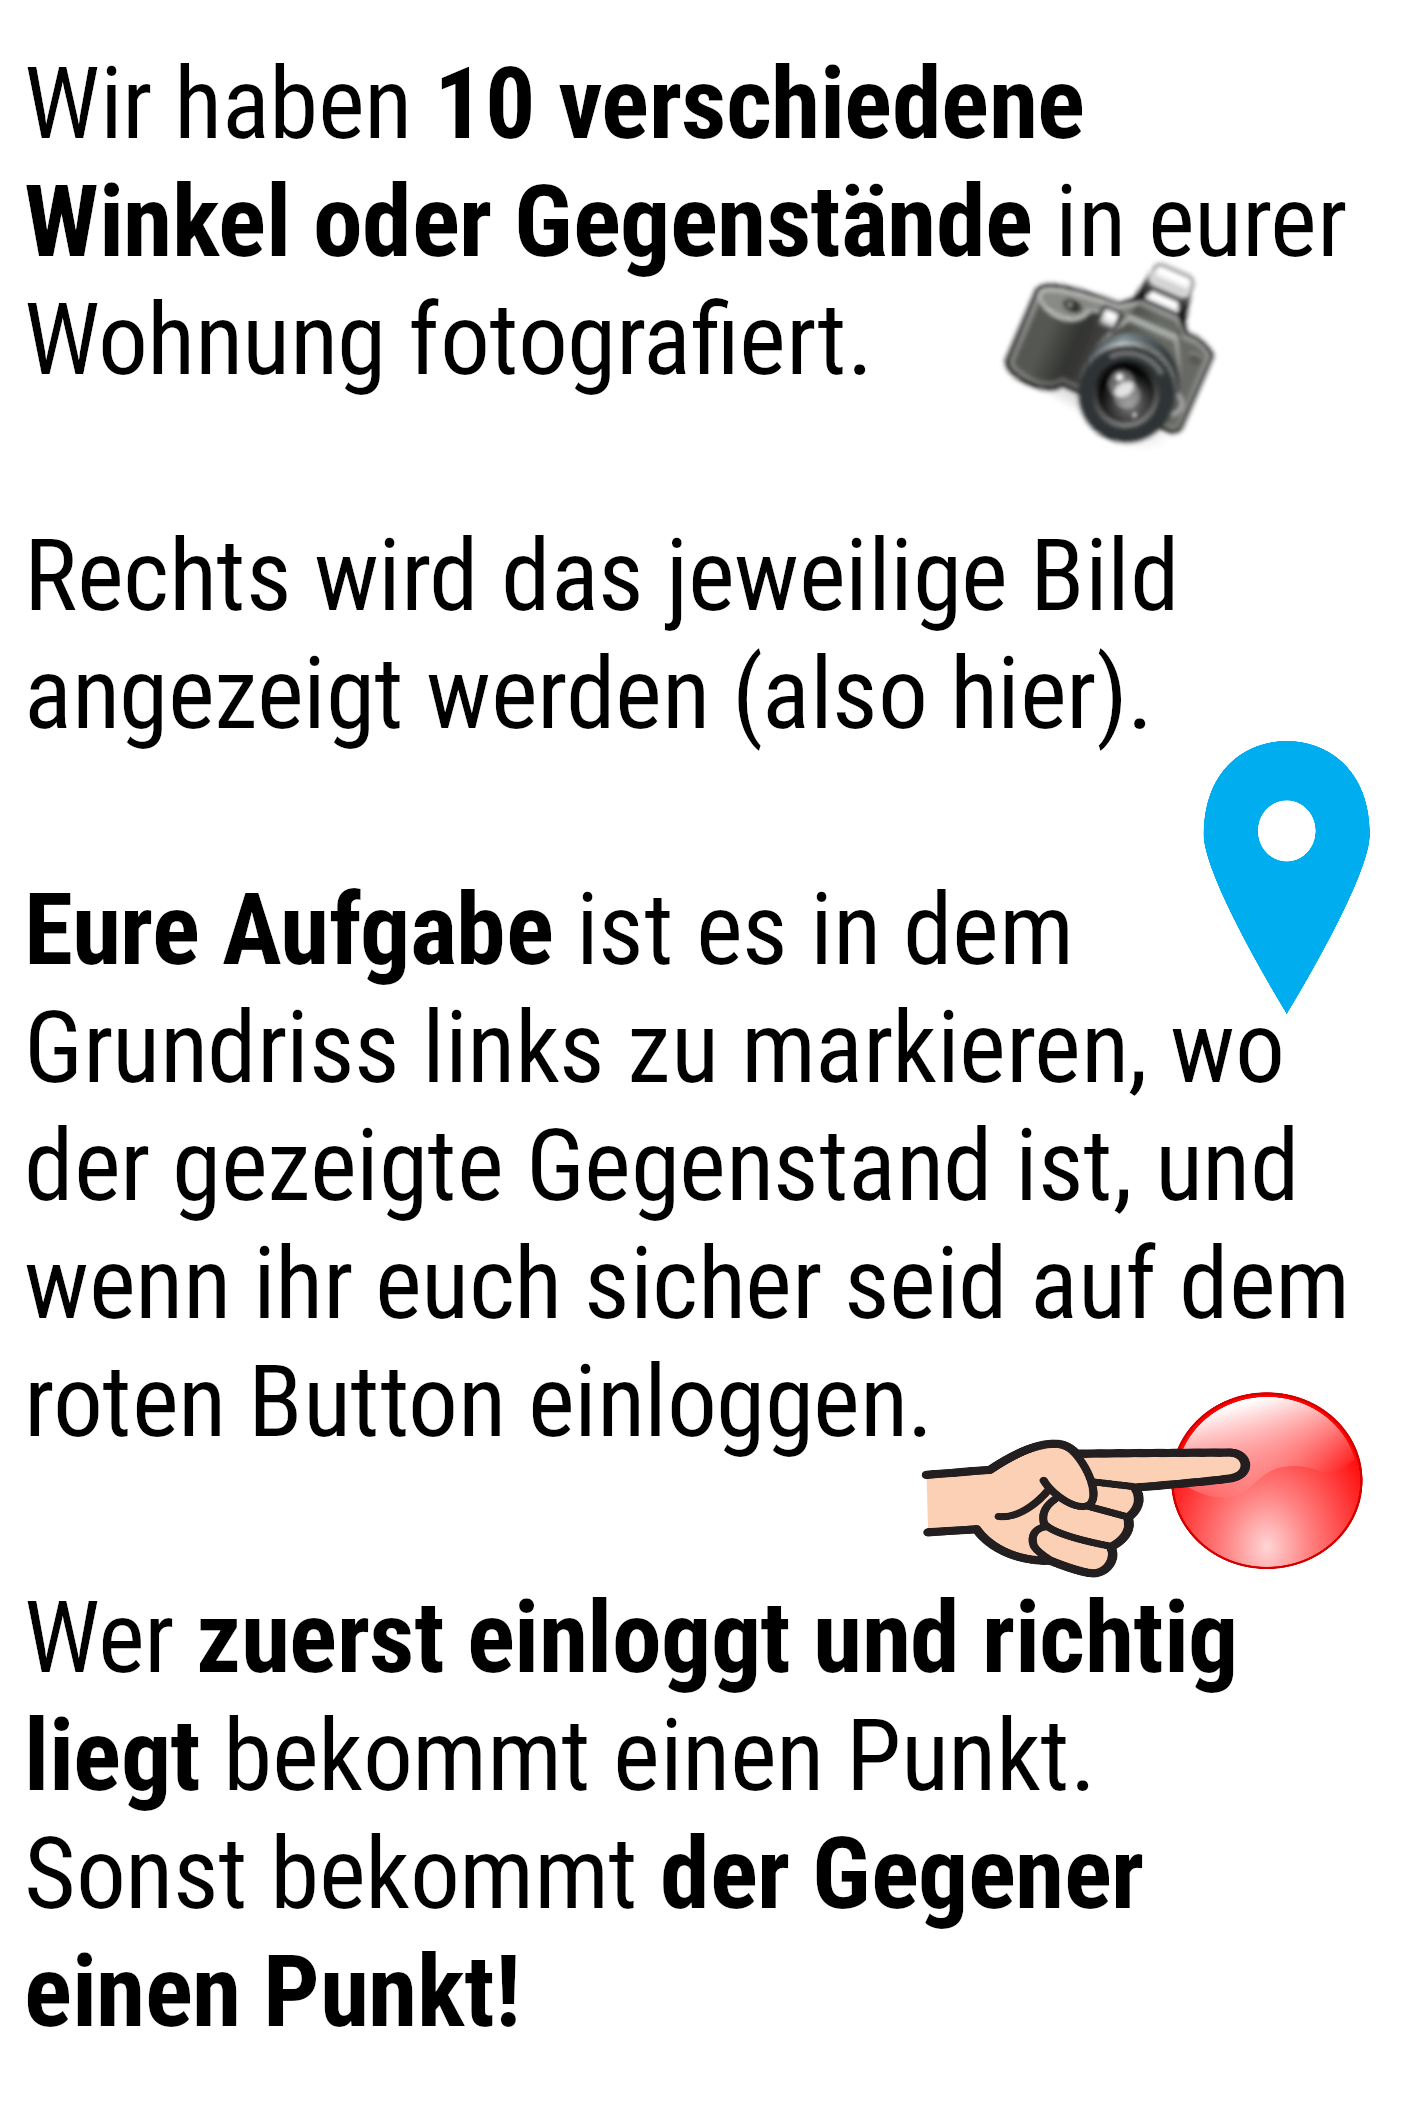 Wir haben 10 verschiedene
Winkel oder Gegenstände in eurer
Wohnung fotografiert.
Rechts wird das jeweilige Bild
angezeigt werden (also hier).
Eure Aufgabe ist es in dem
Grundriss links zu markieren, wo
der gezeigte Gegenstand ist, und
wenn ihr euch sicher seid auf dem
roten Button einloggen.
Wer zuerst einloggt und richtig
liegt bekommt einen Punkt.
Sonst bekommt der Gegener
einen Punkt!